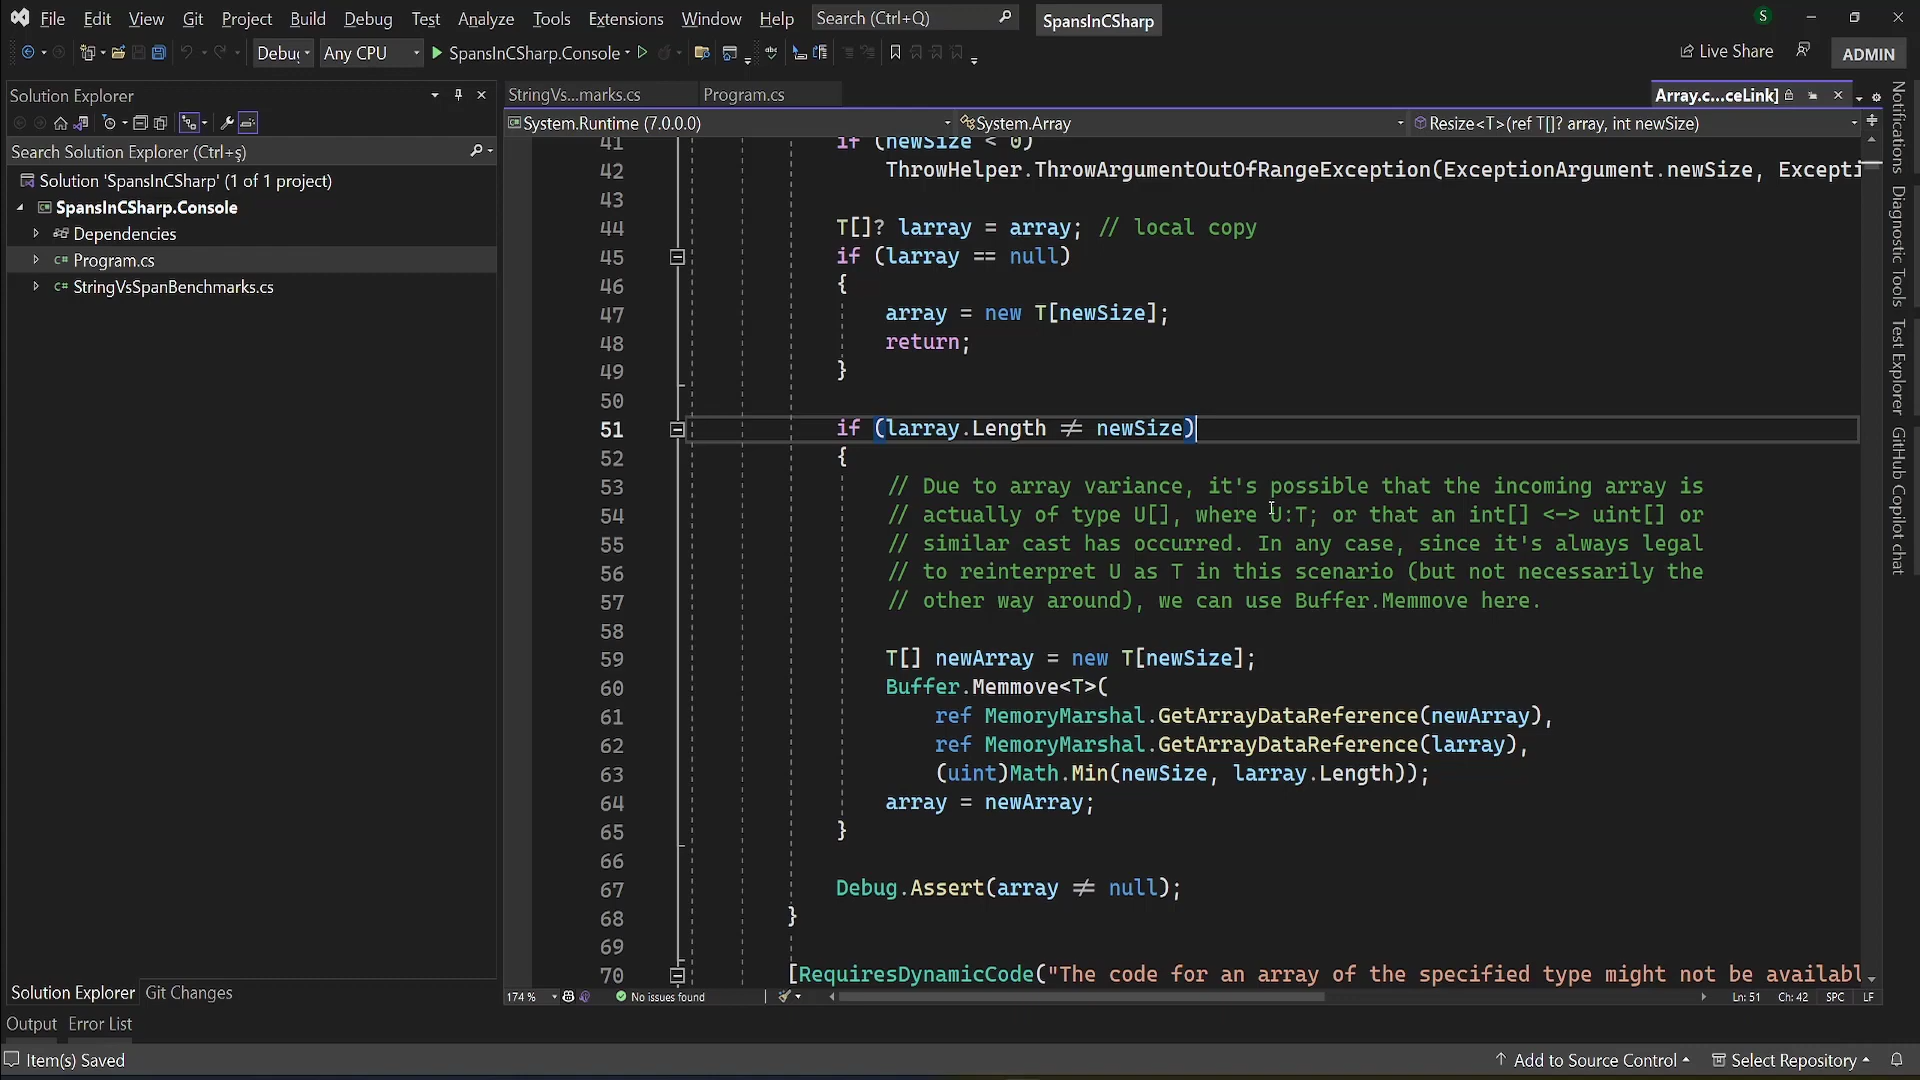 File Edit View Git Project Build Debug Test Analyze Tools Extensions Window Help Search (Ctrl+Q) SpansInCSharp S
Debug Any CPU SpansInCSharp.Console Live Share ADMIN
Solution Explorer
Search Solution Explorer (Ctrl+ş)
Solution 'SpansInCSharp' (1 of 1 project)
SpansInCSharp.Console
Dependencies
C# Program.cs
C# StringVsSpanBenchmarks.cs
Solution Explorer Git Changes
StringVs...marks.cs Program.cs Array.c...ceLink]
System.Runtime (7.0.0.0) System.Array Resize<T>(ref T[]? array, int newSize)
41 if (newSize < 0)
42 ThrowHelper.ThrowArgumentOutOfRangeException(ExceptionArgument.newSize, Excepti
43
44 T[]? larray = array; // local copy
45 if (larray == null)
46 {
47 array = new T[newSize];
48 return;
49 }
50
51 if (larray.Length ≠ newSize)
52 {
53 // Due to array variance, it's possible that the incoming array is
54 // actually of type U[], where U:T; or that an int[] <-> uint[] or
55 // similar cast has occurred. In any case, since it's always legal
56 // to reinterpret U as T in this scenario (but not necessarily the
57 // other way around), we can use Buffer.Memmove here.
58
59 T[] newArray = new T[newSize];
60 Buffer.Memmove<T>(
61 ref MemoryMarshal.GetArrayDataReference(newArray),
62 ref MemoryMarshal.GetArrayDataReference(larray),
63 (uint)Math.Min(newSize, larray.Length));
64 array = newArray;
65 }
66
67 Debug.Assert(array ≠ null);
68 }
69
70 [RequiresDynamicCode("The code for an array of the specified type might not be availabl
174 % No issues found Ln: 51 Ch: 42 SPC LF
Notifications
Diagnostic Tools
Test Explorer
GitHub Copilot chat
Output Error List
Item(s) Saved Add to Source Control Select Repository